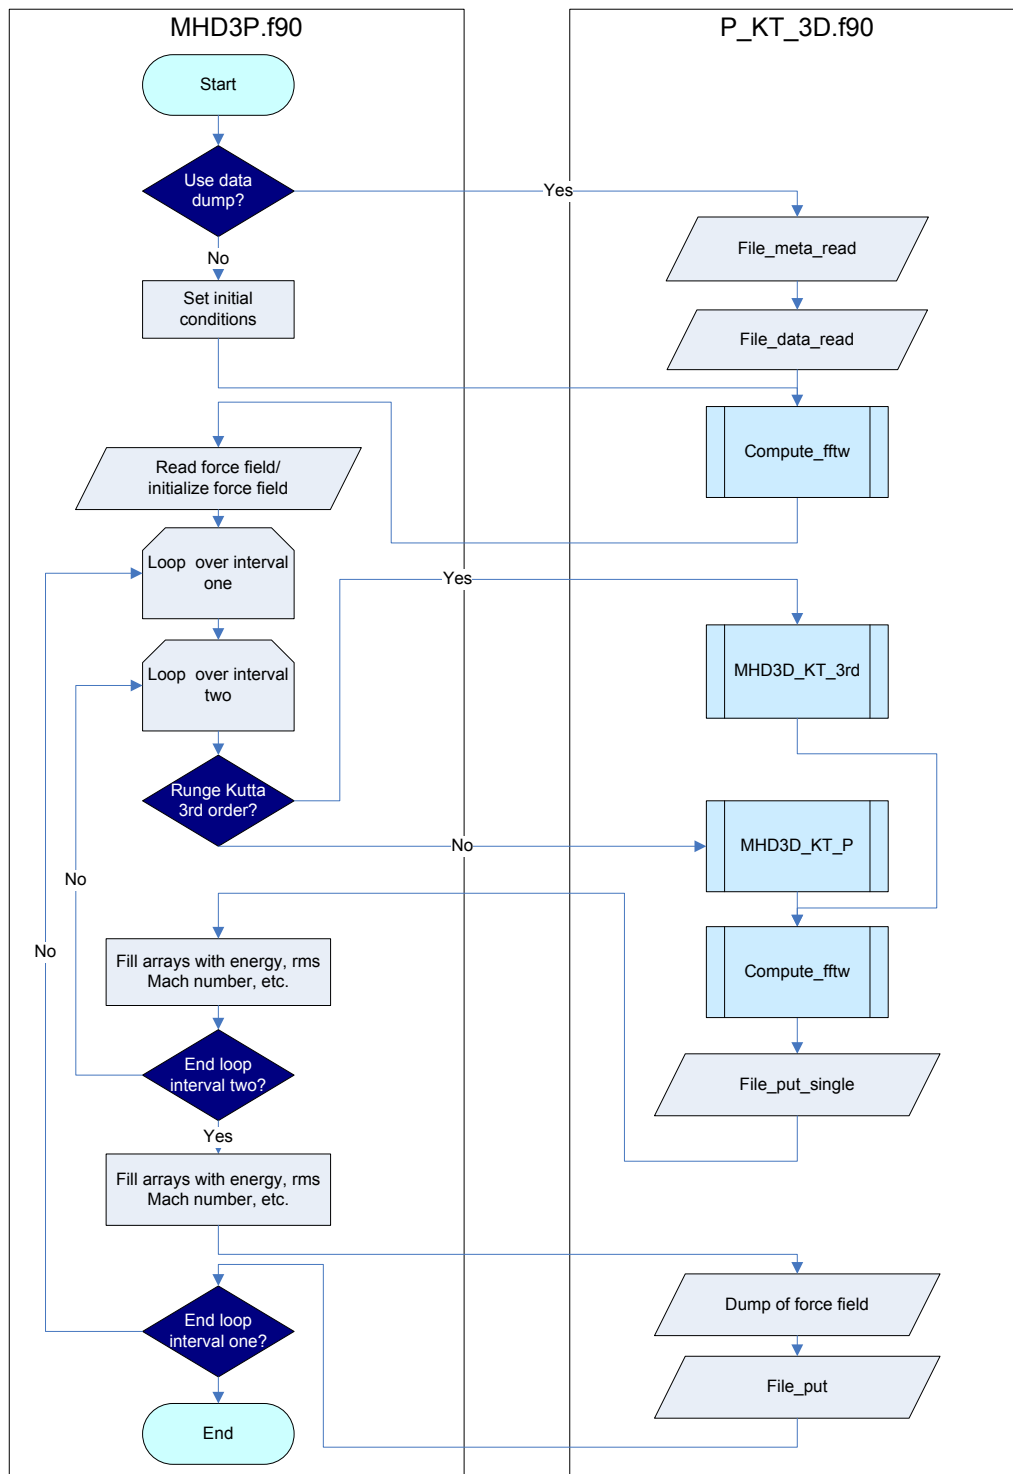 MHD3P.f90
P_KT_3D.f90
Start
Use data
dump?
Yes
File_meta_read
No
Set initial
conditions
File_data_read
Compute_fftw
Read force field/
initialize force field
Loop  over interval
one
Yes
MHD3D_KT_3rd
Loop  over interval
two
Runge Kutta
3rd order?
No
MHD3D_KT_P
No
No
Fill arrays with energy, rms
Mach number, etc.
Compute_fftw
End loop
interval two?
File_put_single
Yes
Fill arrays with energy, rms
Mach number, etc.
Dump of force field
End loop
interval one?
File_put
End